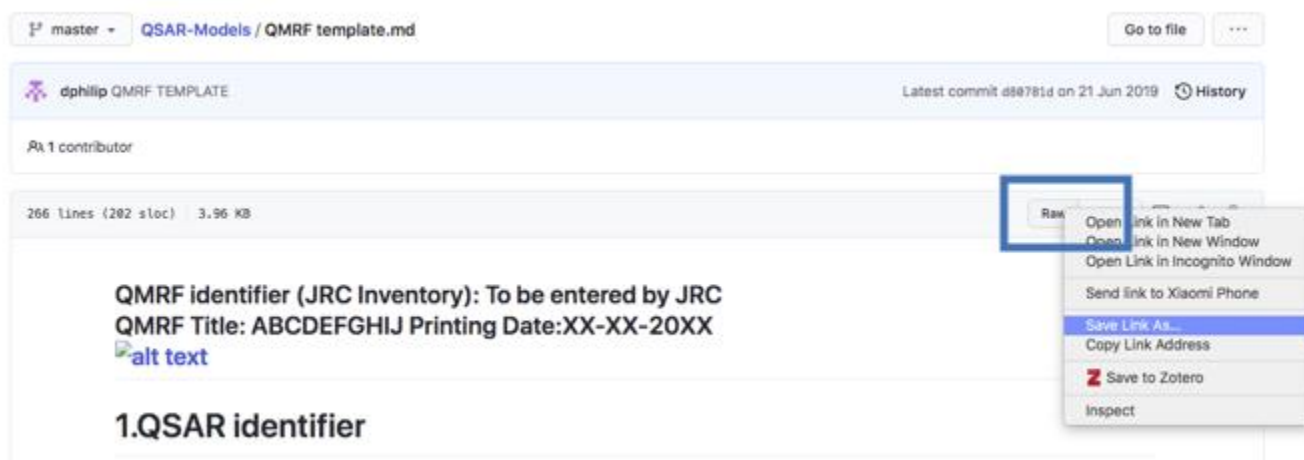 master
QSAR-Models / QMRF template.md
Go to file
...
dphilip QMRF TEMPLATE
Latest commit d80781d on 21 Jun 2019
History
1 contributor
266 lines (202 sloc) 3.96 KB
Raw
Open Link in New Tab
Open Link in New Window
Open Link in Incognito Window
Send link to Xiaomi Phone
Save Link As...
Copy Link Address
Save to Zotero
Inspect
QMRF identifier (JRC Inventory): To be entered by JRC
QMRF Title: ABCDEFGHIJ Printing Date:XX-XX-20XX
alt text
1.QSAR identifier